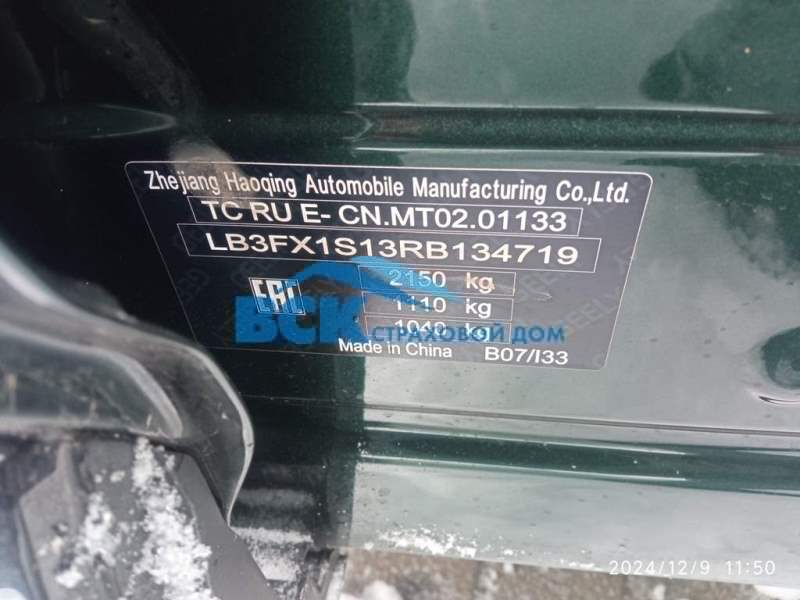 Zhejiang Haoqing Automobile Manufacturing Co.,Ltd.
TC RU E- CN.MT02.01133
LB3FX1S13RB134719
2150 kg
EAC
1110 kg
ВСК СТРАХОВОЙ ДОМ
1040 kg
Made in China B07/I33
2024/12/9 11:50